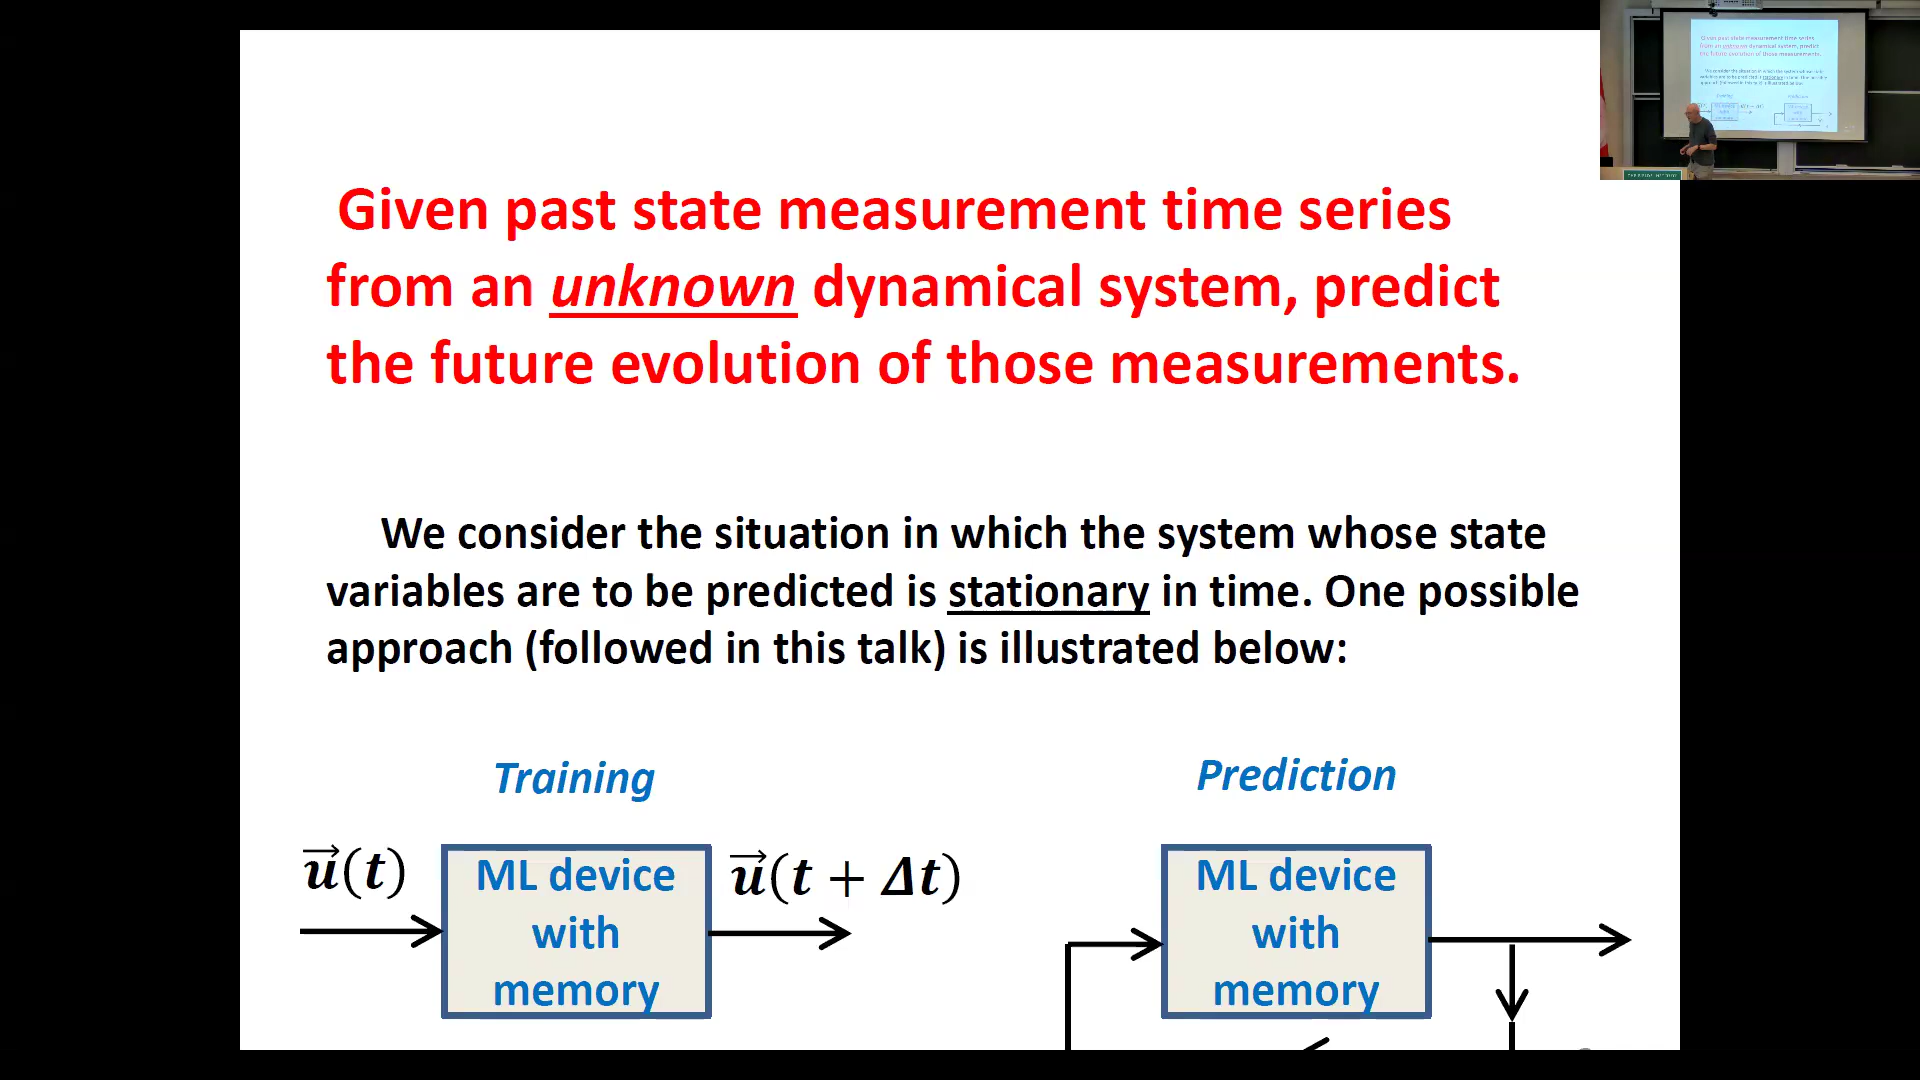 Given past state measurement time series
from an unknown dynamical system, predict
the future evolution of those measurements.
We consider the situation in which the system whose state
variables are to be predicted is stationary in time. One possible
approach (followed in this talk) is illustrated below:
Training
Prediction
u⃗(t)
ML device
with
memory
u⃗(t + Δt)
ML device
with
memory